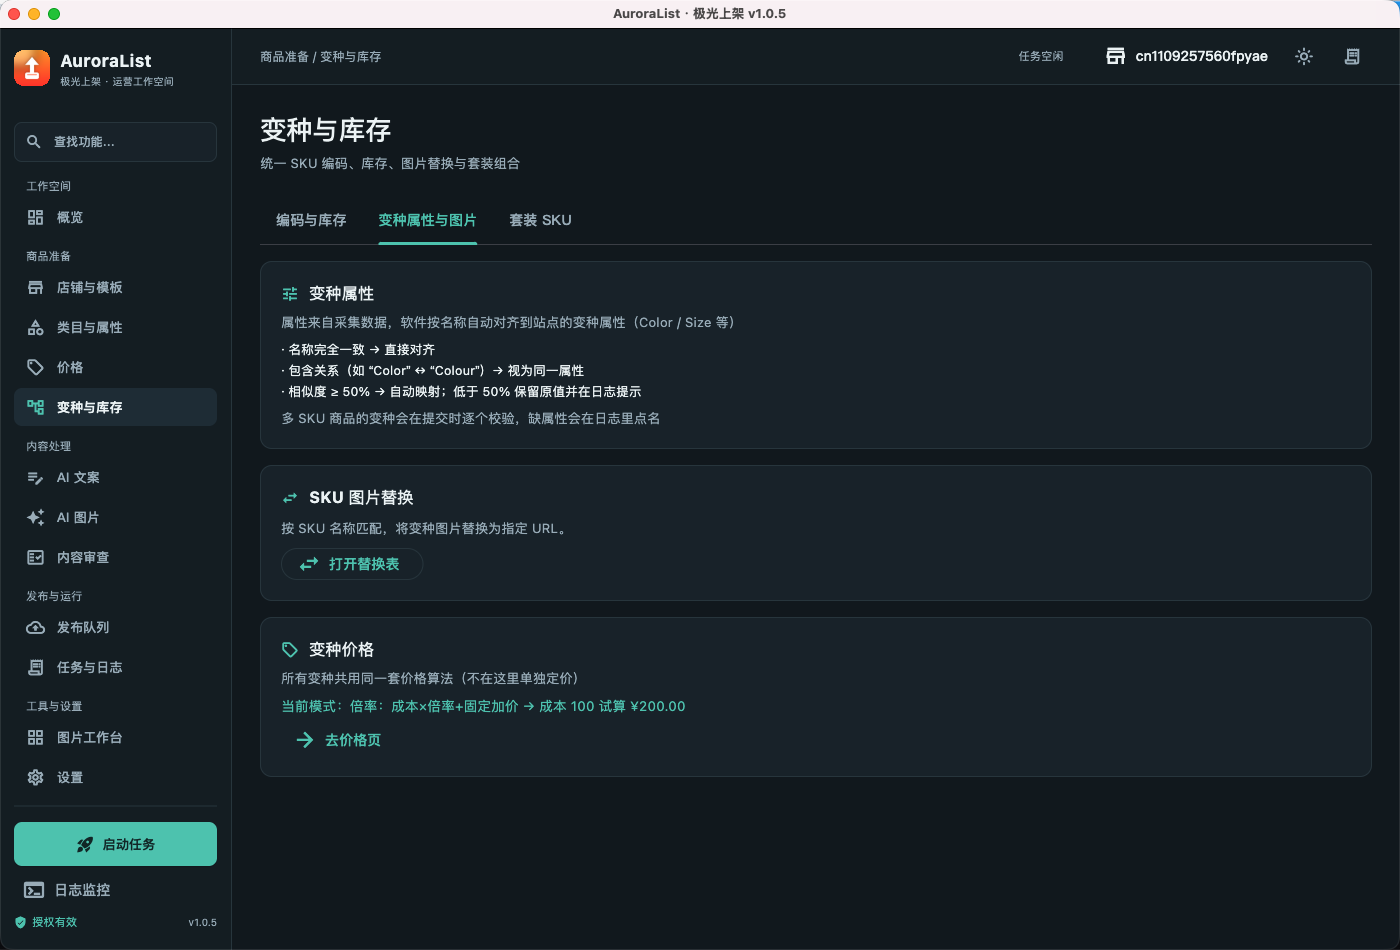 AuroraList · 极光上架 v1.0.5
AuroraList
极光上架 · 运营工作空间
查找功能...
工作空间
概览
商品准备
店铺与模板
类目与属性
价格
变种与库存
内容处理
AI 文案
AI 图片
内容审查
发布与运行
发布队列
任务与日志
工具与设置
图片工作台
设置
启动任务
日志监控
授权有效
v1.0.5
商品准备 / 变种与库存
任务空闲
cn1109257560fpyae
变种与库存
统一 SKU 编码、库存、图片替换与套装组合
编码与库存
变种属性与图片
套装 SKU
变种属性
属性来自采集数据，软件按名称自动对齐到站点的变种属性（Color / Size 等）
· 名称完全一致 → 直接对齐
· 包含关系（如 “Color” ↔ “Colour”）→ 视为同一属性
· 相似度 ≥ 50% → 自动映射；低于 50% 保留原值并在日志提示
多 SKU 商品的变种会在提交时逐个校验，缺属性会在日志里点名
SKU 图片替换
按 SKU 名称匹配，将变种图片替换为指定 URL。
打开替换表
变种价格
所有变种共用同一套价格算法（不在这里单独定价）
当前模式：倍率：成本×倍率+固定加价 → 成本 100 试算 ¥200.00
去价格页